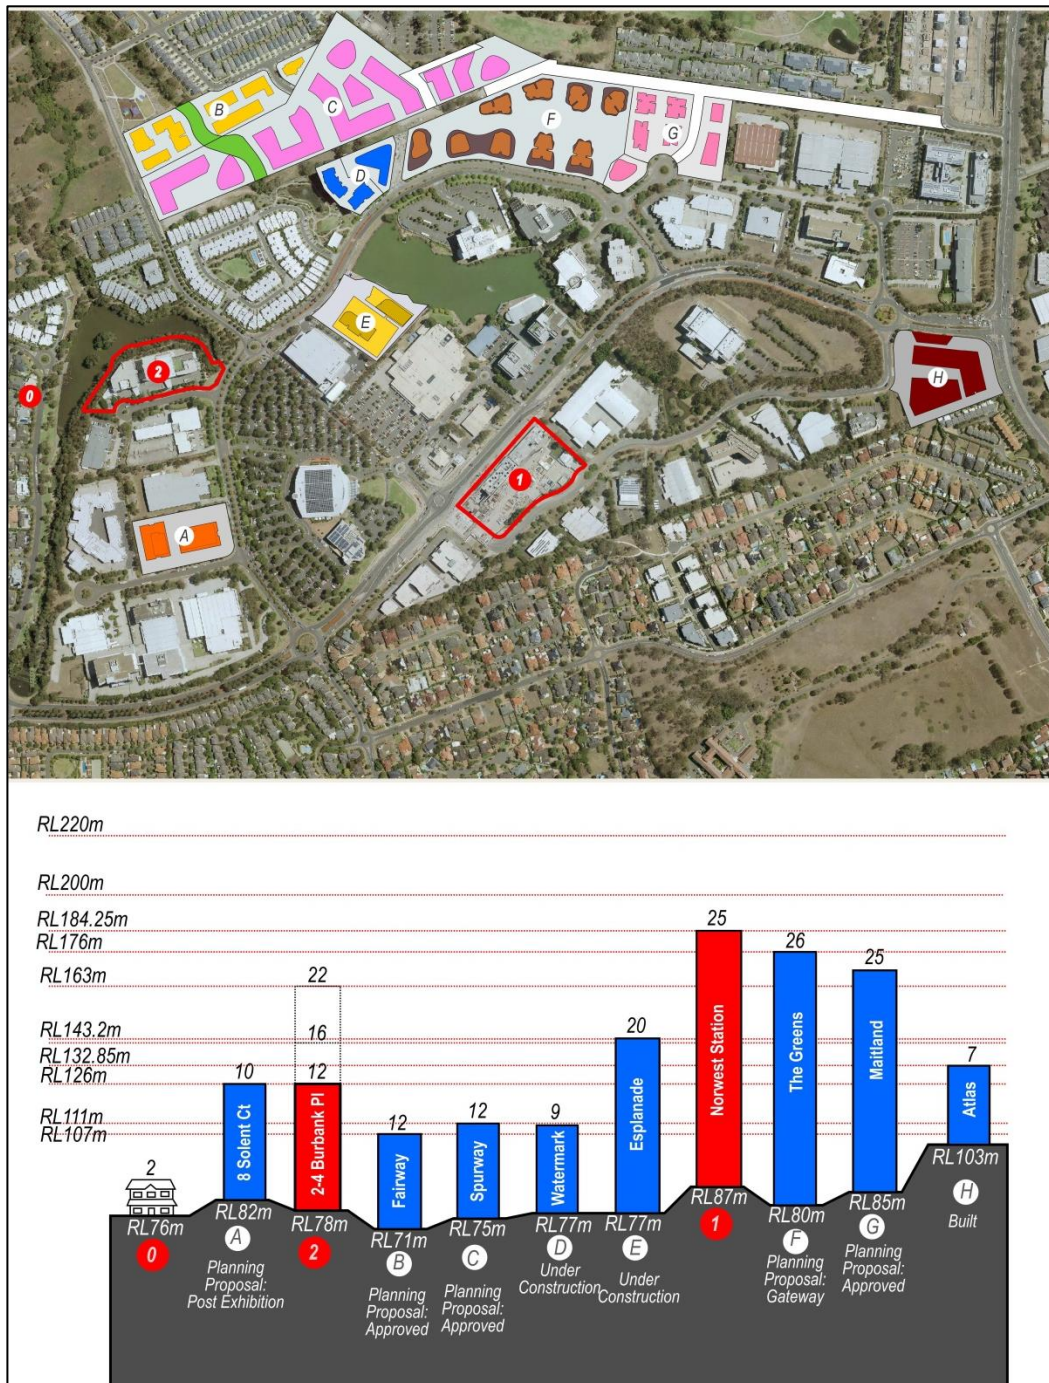 B
C
F
G
D
E
2
0
H
1
A
RL220m
RL200m
RL184.25m
RL176m
RL163m
RL143.2m
RL132.85m
RL126m
RL111m
RL107m
25
26
25
22
20
16
12
10
12
12
9
7
2
8 Solent Ct
2-4 Burbank Pl
Fairway
Spurway
Watermark
Esplanade
Norwest Station
The Greens
Maitland
Atlas
RL76m
0
RL82m
A
Planning
Proposal:
Post Exhibition
RL78m
2
RL71m
B
Planning
Proposal:
Approved
RL75m
C
Planning
Proposal:
Approved
RL77m
D
Under
Construction
RL77m
E
Under
Construction
RL87m
1
RL80m
F
Planning
Proposal:
Gateway
RL85m
G
Planning
Proposal:
Approved
RL103m
H
Built